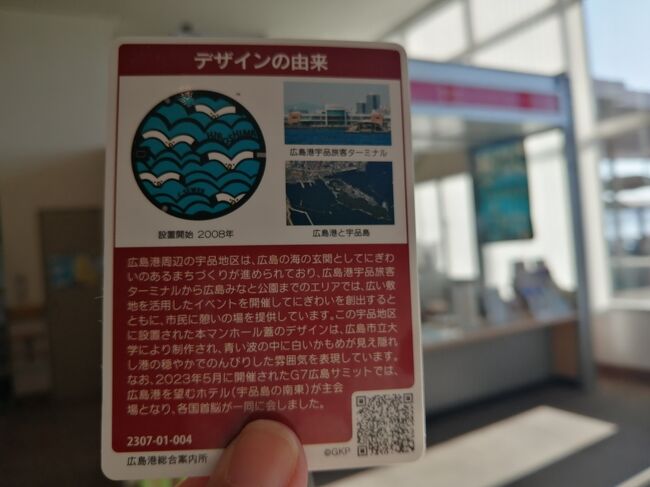 デザインの由来
広島港宇品旅客ターミナル
設置開始 2008年
広島港と宇品島
広島港周辺の宇品地区は、広島の海の玄関としてにぎわ
いのあるまちづくりが進められており、広島港宇品旅客
ターミナルから広島みなと公園までのエリアでは、広い敷
地を活用したイベントを開催してにぎわいを創出すると
ともに、市民に憩いの場を提供しています。この宇品地区
に設置された本マンホール蓋のデザインは、広島市立大
学により制作され、青い波の中に白いかもめが見え隠れ
し港の穏やかでのんびりした雰囲気を表現しています。
なお、2023年5月に開催されたG7広島サミットでは、
広島港を望むホテル(宇品島の南東)が主会
場となり、各国首脳が一同に会しました。
2307-01-004
©GKP
広島港総合案内所